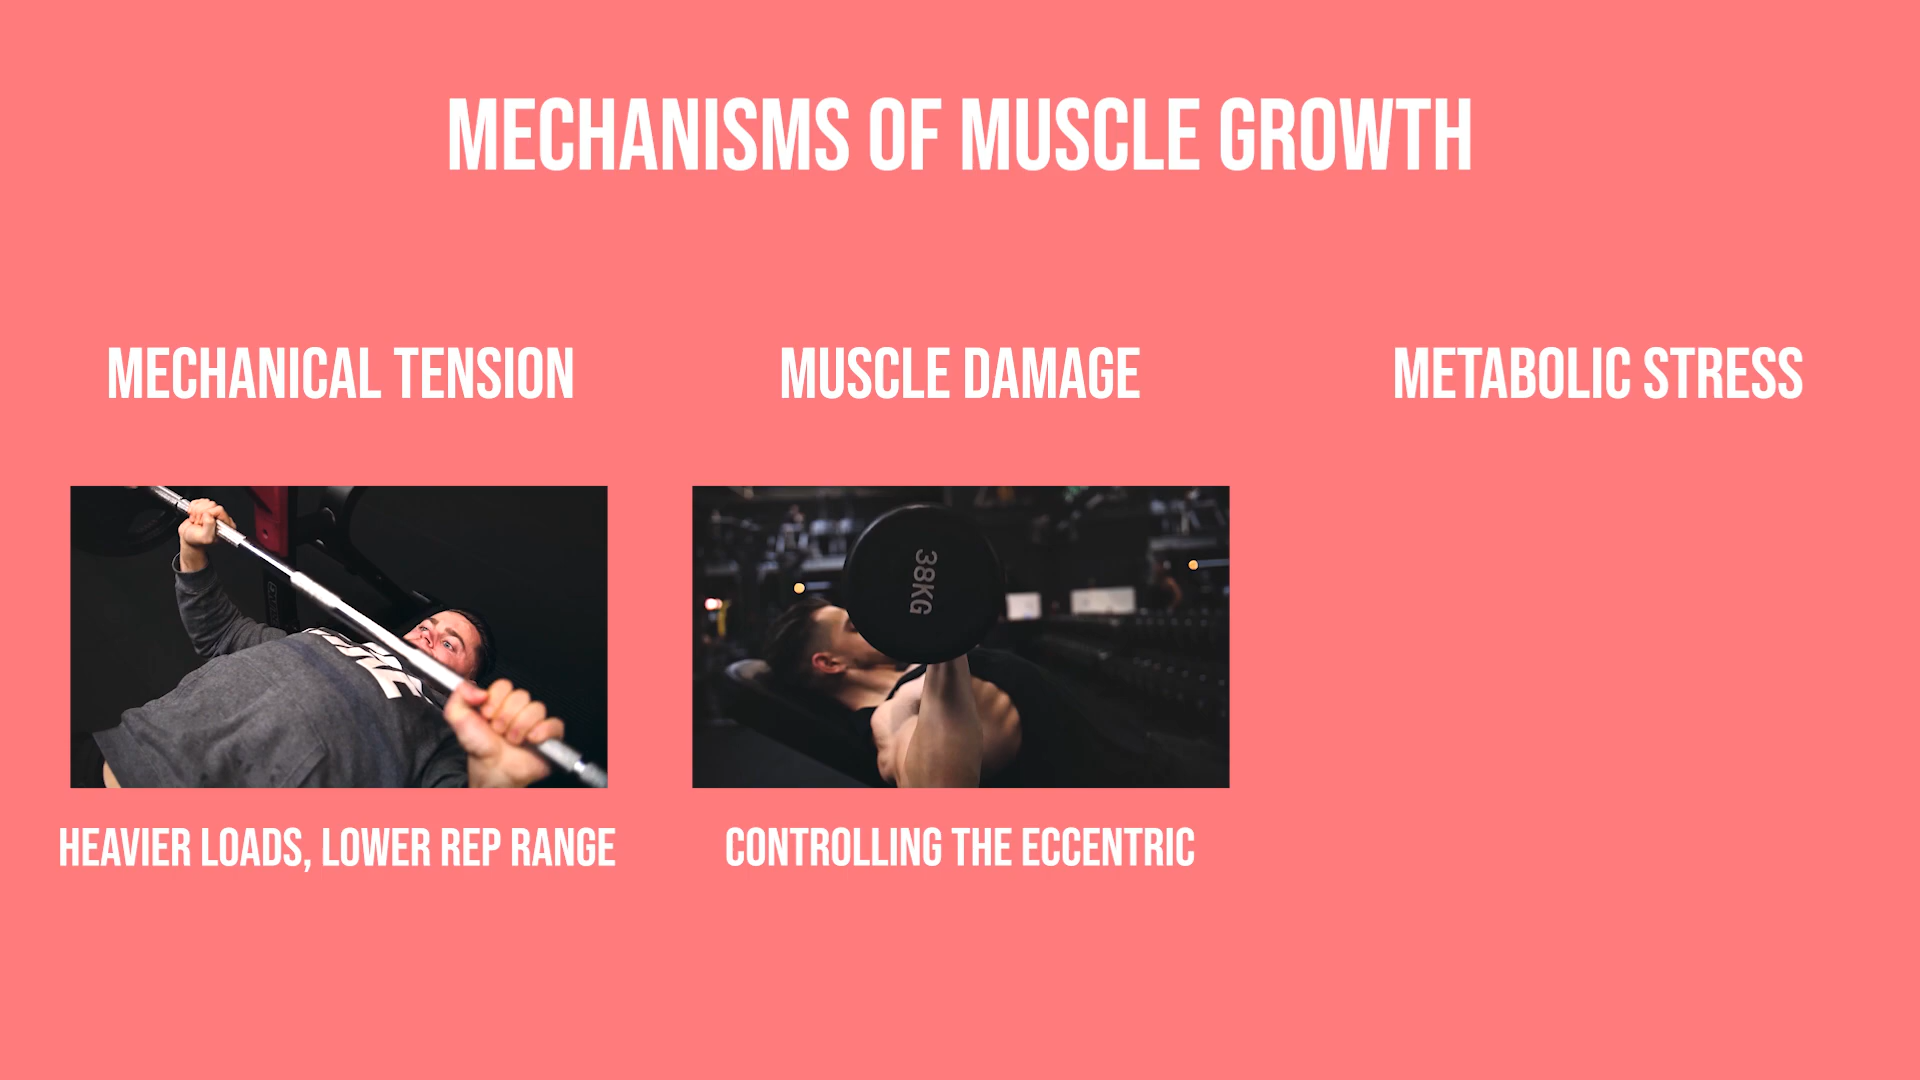 MECHANISMS OF MUSCLE GROWTH
MECHANICAL TENSION
MUSCLE DAMAGE
METABOLIC STRESS
38KG
HEAVIER LOADS, LOWER REP RANGE
CONTROLLING THE ECCENTRIC